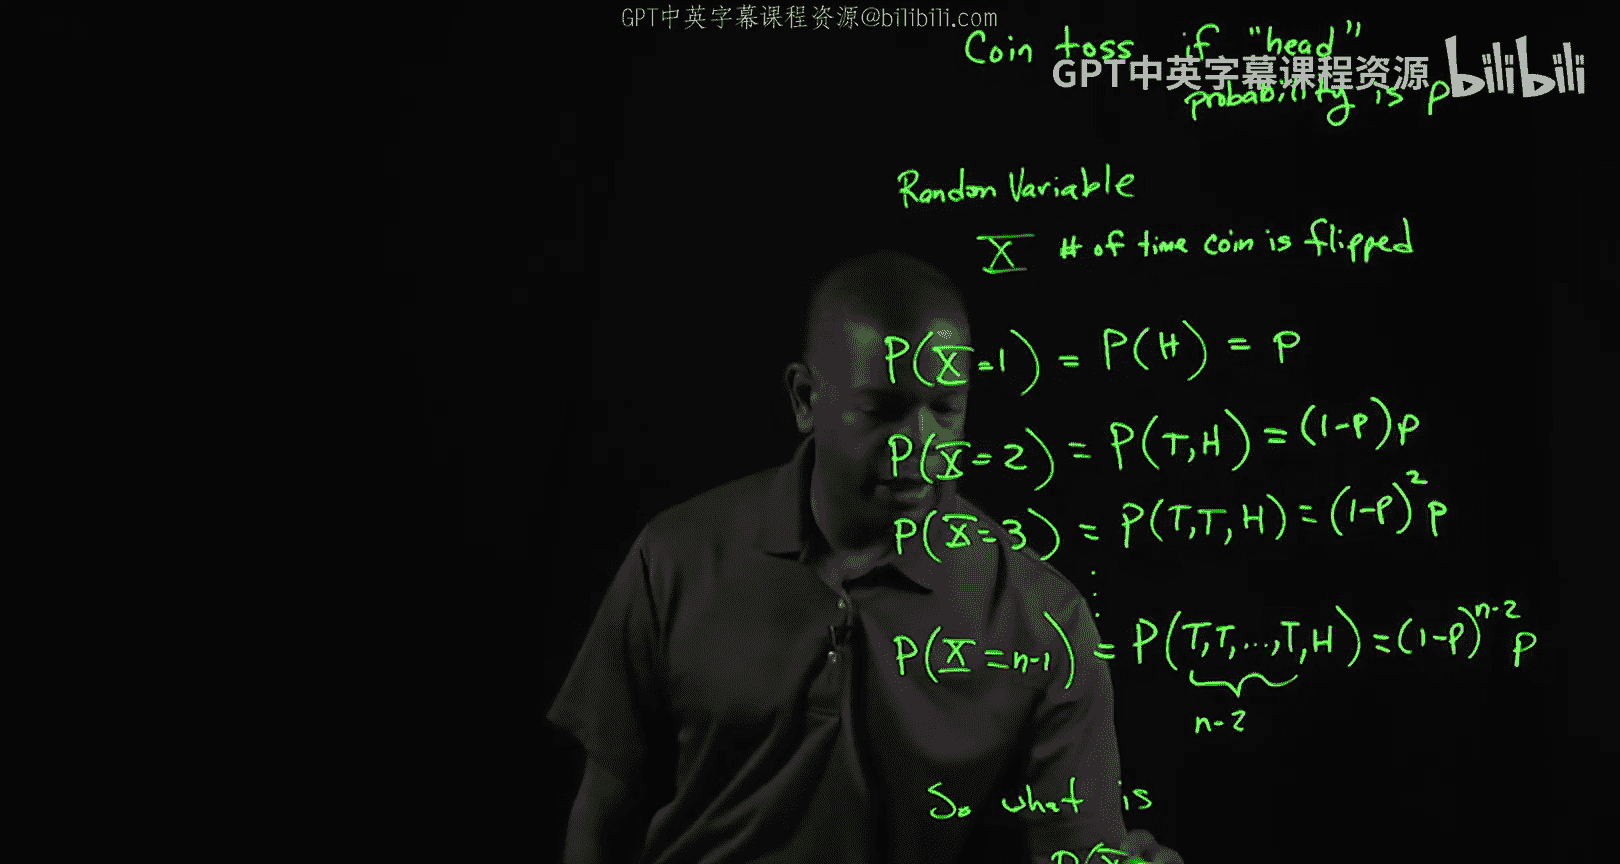 GPT中英字幕课程资源@bilibili.com
Coin toss if "head"
GPT中英字幕课程资源 bilibili
probability is p
Random Variable
X # of time coin is flipped
P(X=1) = P(H) = p
P(X=2) = P(T,H) = (1-p)p
P(X=3) = P(T,T,H) = (1-p)²p
⋮
P(X=n-1) = P(T,T,...,T,H) = (1-p)ⁿ⁻² p
n-2
So what is
P(X=